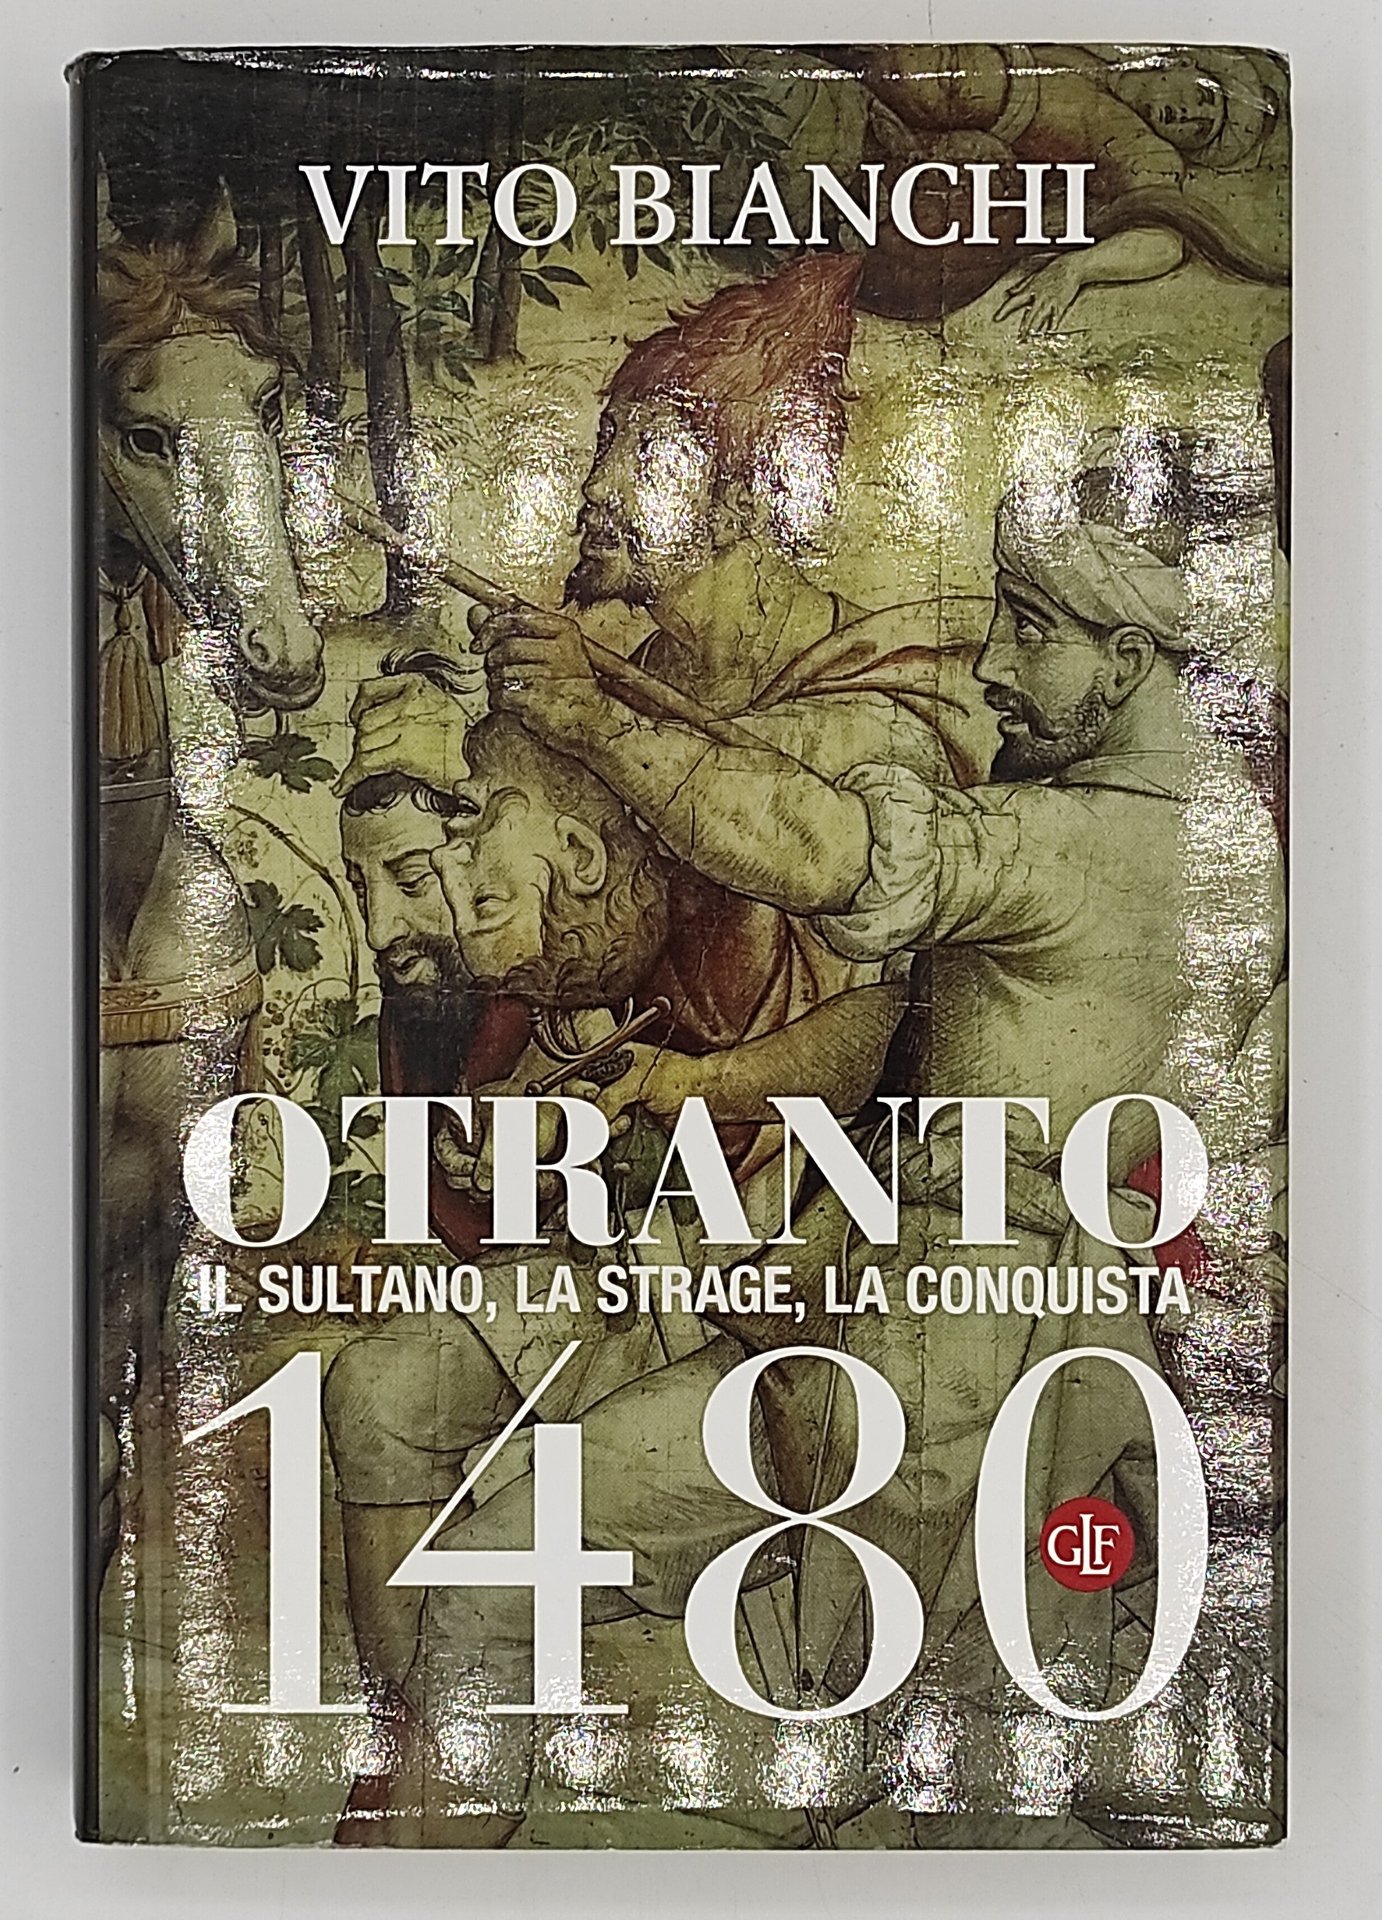 VITO BIANCHI
OTRANTO
IL SULTANO, LA STRAGE, LA CONQUISTA
1480
GLF